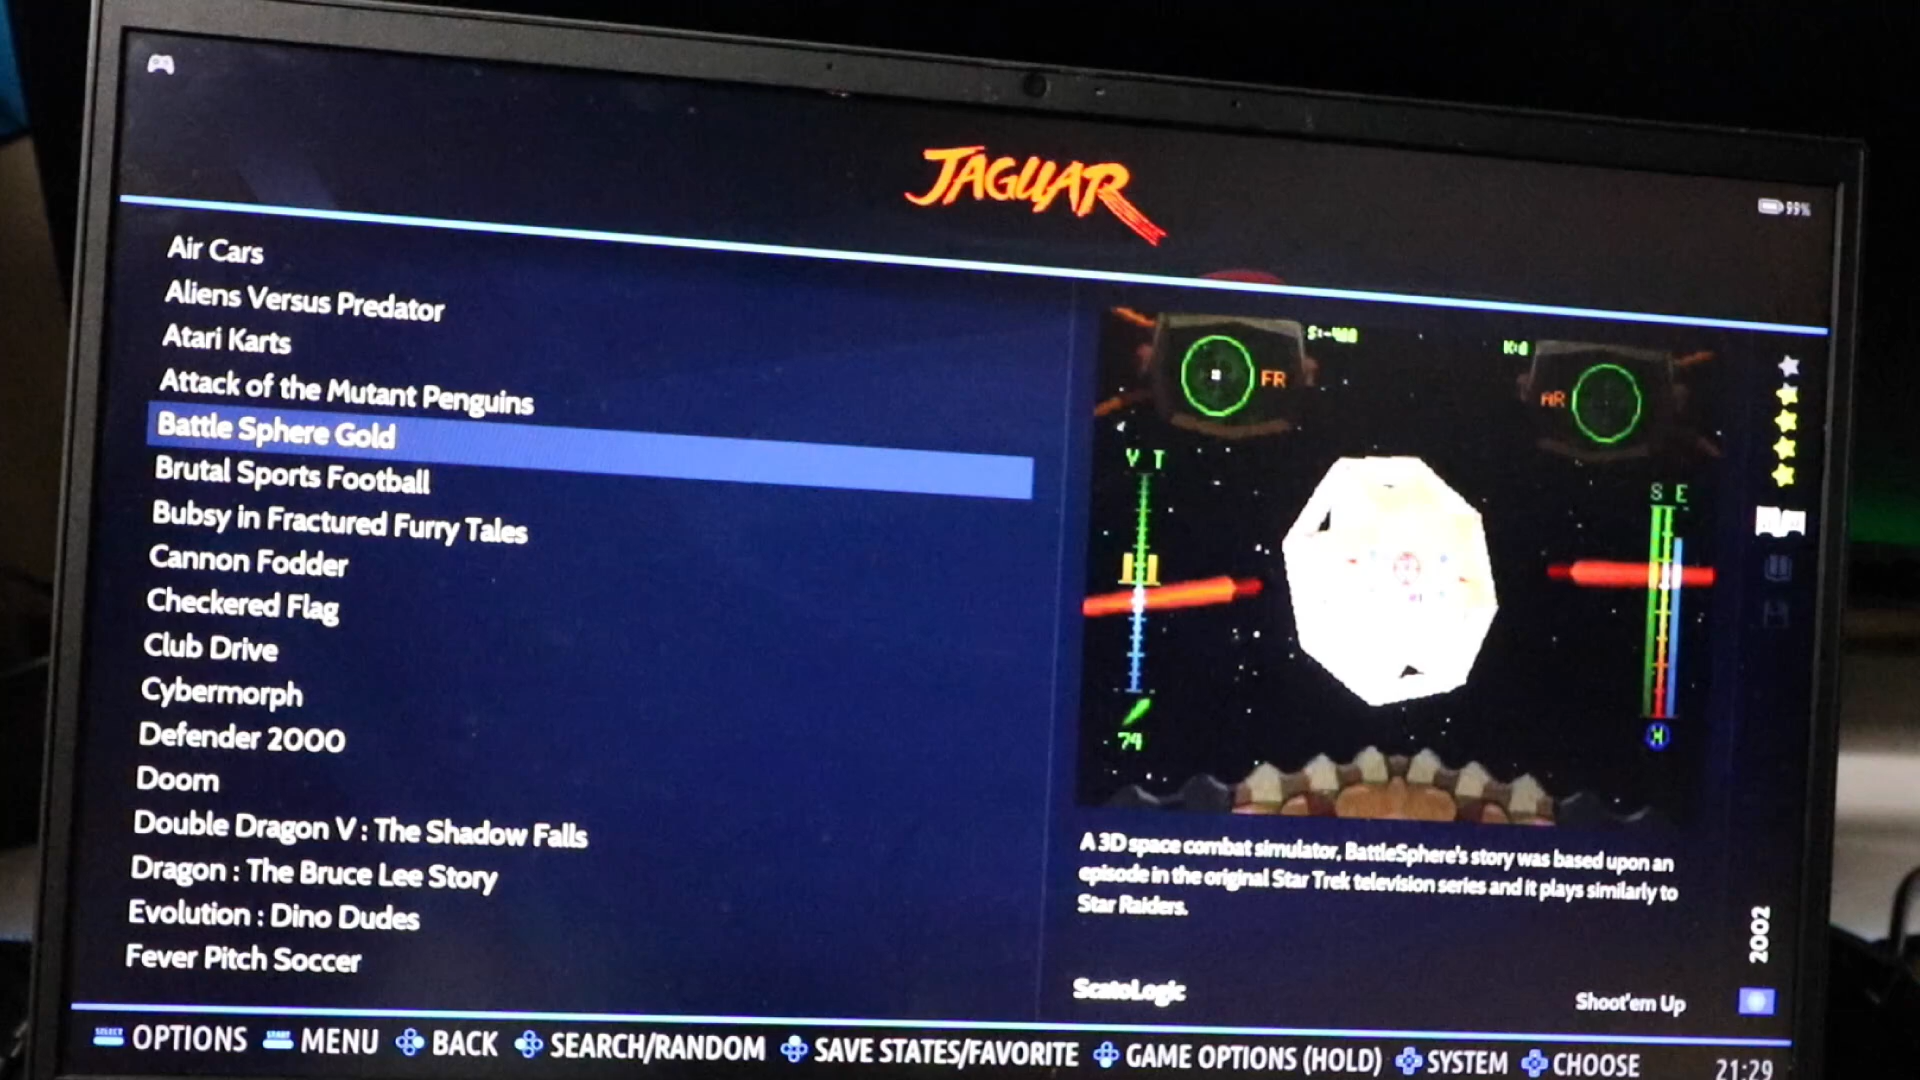 JAGUAR
99%
Air Cars
Aliens Versus Predator
Atari Karts
Attack of the Mutant Penguins
Battle Sphere Gold
Brutal Sports Football
Bubsy in Fractured Furry Tales
Cannon Fodder
Checkered Flag
Club Drive
Cybermorph
Defender 2000
Doom
Double Dragon V : The Shadow Falls
Dragon : The Bruce Lee Story
Evolution : Dino Dudes
Fever Pitch Soccer
S:-400
K:0
FR
AR
Y T
S E
74
A 3D space combat simulator, BattleSphere's story was based upon an
episode in the original Star Trek television series and it plays similarly to
Star Raiders.
2002
ScatoLogic
Shoot'em Up
SELECT OPTIONS START MENU BACK SEARCH/RANDOM SAVE STATES/FAVORITE GAME OPTIONS (HOLD) SYSTEM CHOOSE
21:29